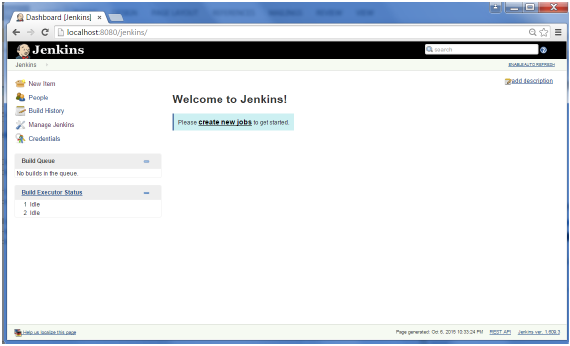 Dashboard [Jenkins]
localhost:8080/jenkins/
Jenkins
search
Jenkins
ENABLE AUTO REFRESH
add description
New Item
People
Build History
Manage Jenkins
Credentials
Welcome to Jenkins!
Please create new jobs to get started.
Build Queue
No builds in the queue.
Build Executor Status
1 Idle
2 Idle
Help us localize this page
Page generated: Oct 5, 2015 10:33:24 PM
REST API
Jenkins ver. 1.609.3